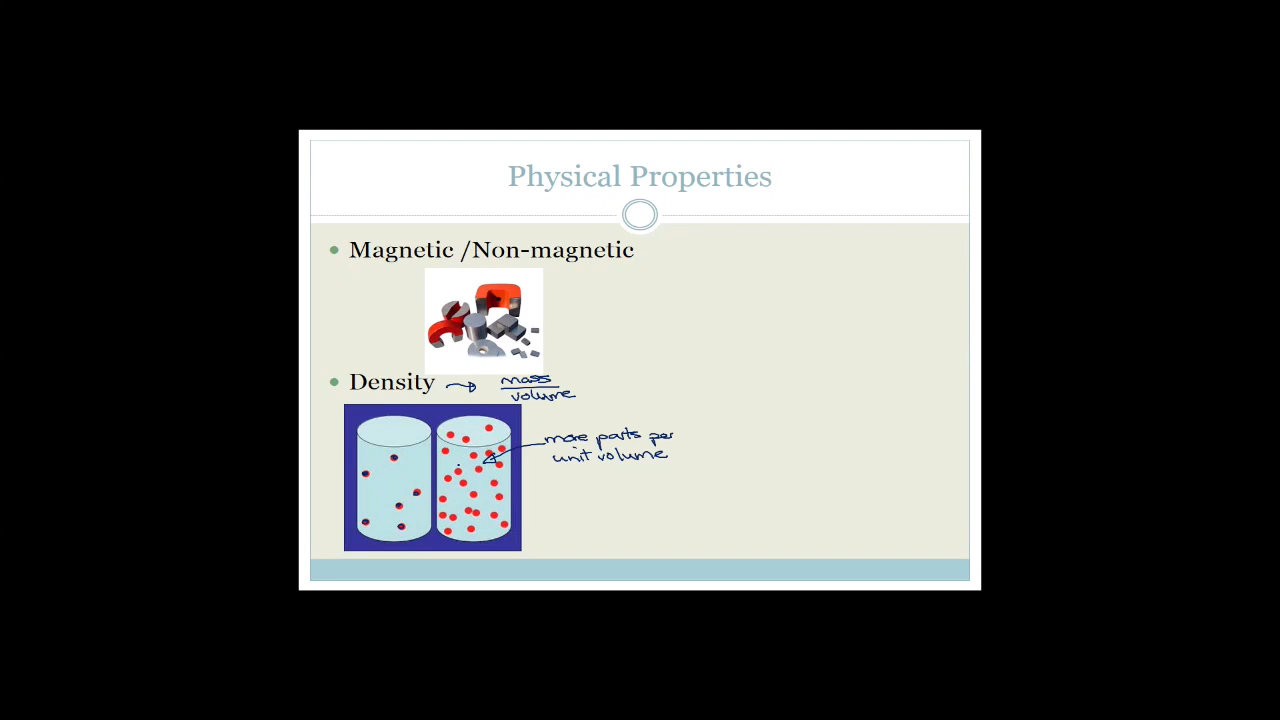 Physical Properties
Magnetic /Non-magnetic
Density → mass
volume
more parts per
unit volume